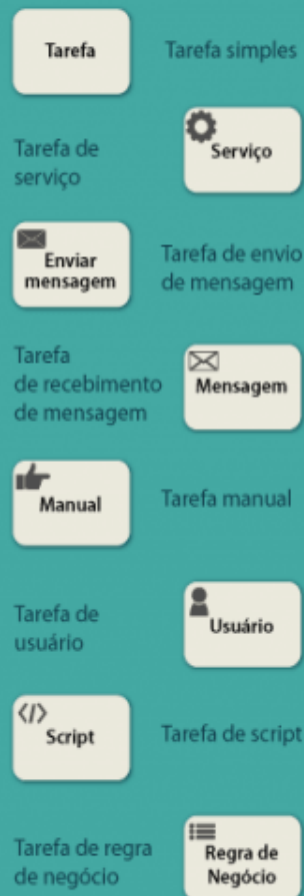 Tarefa
Tarefa simples
Tarefa de
serviço
Serviço
Enviar
mensagem
Tarefa de envio
de mensagem
Tarefa
de recebimento
de mensagem
Mensagem
Manual
Tarefa manual
Tarefa de
usuário
Usuário
Script
Tarefa de script
Tarefa de regra
de negócio
Regra de
Negócio